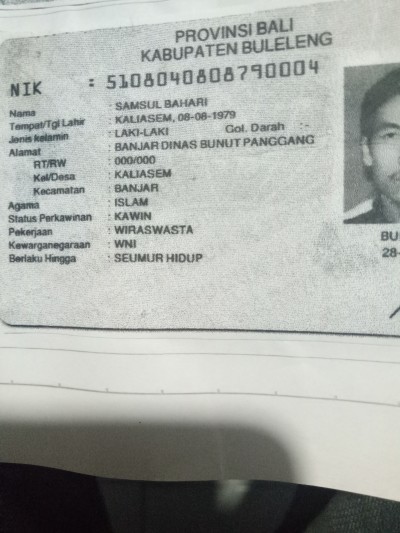 PROVINSI BALI
KABUPATEN BULELENG
NIK : 5108040808790004
Nama : SAMSUL BAHARI
Tempat/Tgl Lahir : KALIASEM, 08-08-1979
Jenis kelamin : LAKI-LAKI Gol. Darah : -
Alamat : BANJAR DINAS BUNUT PANGGANG
RT/RW : 000/000
Kel/Desa : KALIASEM
Kecamatan : BANJAR
Agama : ISLAM
Status Perkawinan : KAWIN
Pekerjaan : WIRASWASTA
Kewarganegaraan : WNI
Berlaku Hingga : SEUMUR HIDUP
BU
28-